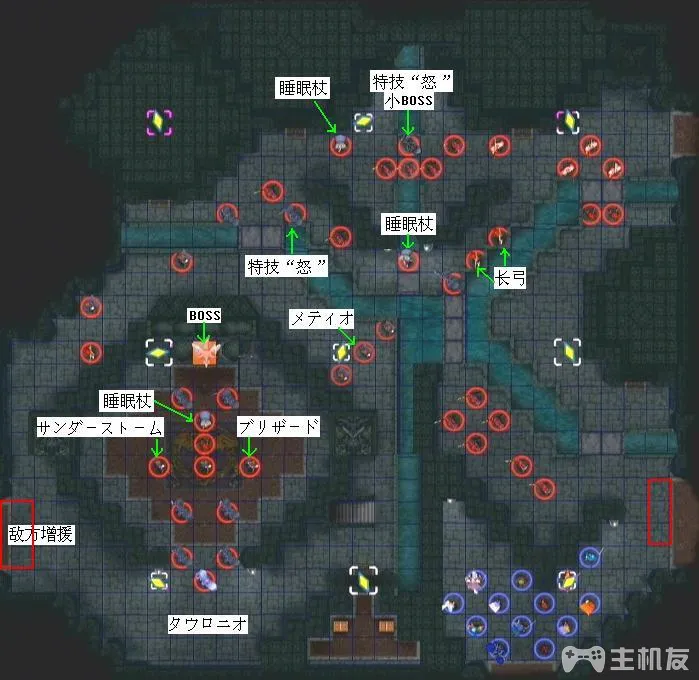 特技“怒”
小BOSS
睡眠杖
睡眠杖
特技“怒”
长弓
BOSS
メティオ
睡眠杖
サンダーストーム
ブリザード
敌方增援
タウロニオ
主机友